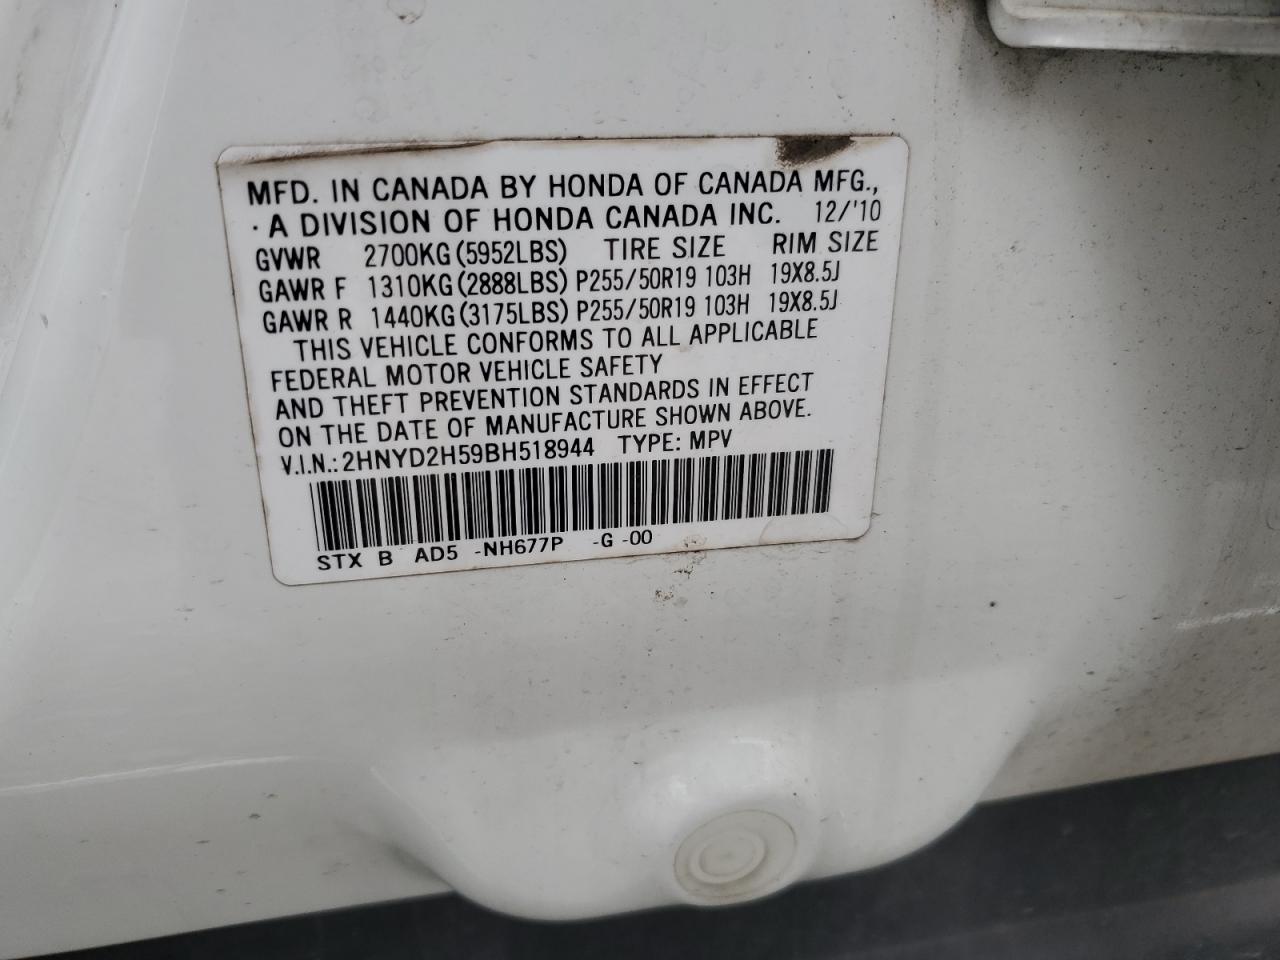 MFD. IN CANADA BY HONDA OF CANADA MFG.,
· A DIVISION OF HONDA CANADA INC. 12/'10
GVWR 2700KG (5952LBS) TIRE SIZE RIM SIZE
GAWR F 1310KG (2888LBS) P255/50R19 103H 19X8.5J
GAWR R 1440KG (3175LBS) P255/50R19 103H 19X8.5J
THIS VEHICLE CONFORMS TO ALL APPLICABLE
FEDERAL MOTOR VEHICLE SAFETY
AND THEFT PREVENTION STANDARDS IN EFFECT
ON THE DATE OF MANUFACTURE SHOWN ABOVE.
V.I.N.: 2HNYD2H59BH518944 TYPE: MPV
STX B AD5 -NH677P -G -00